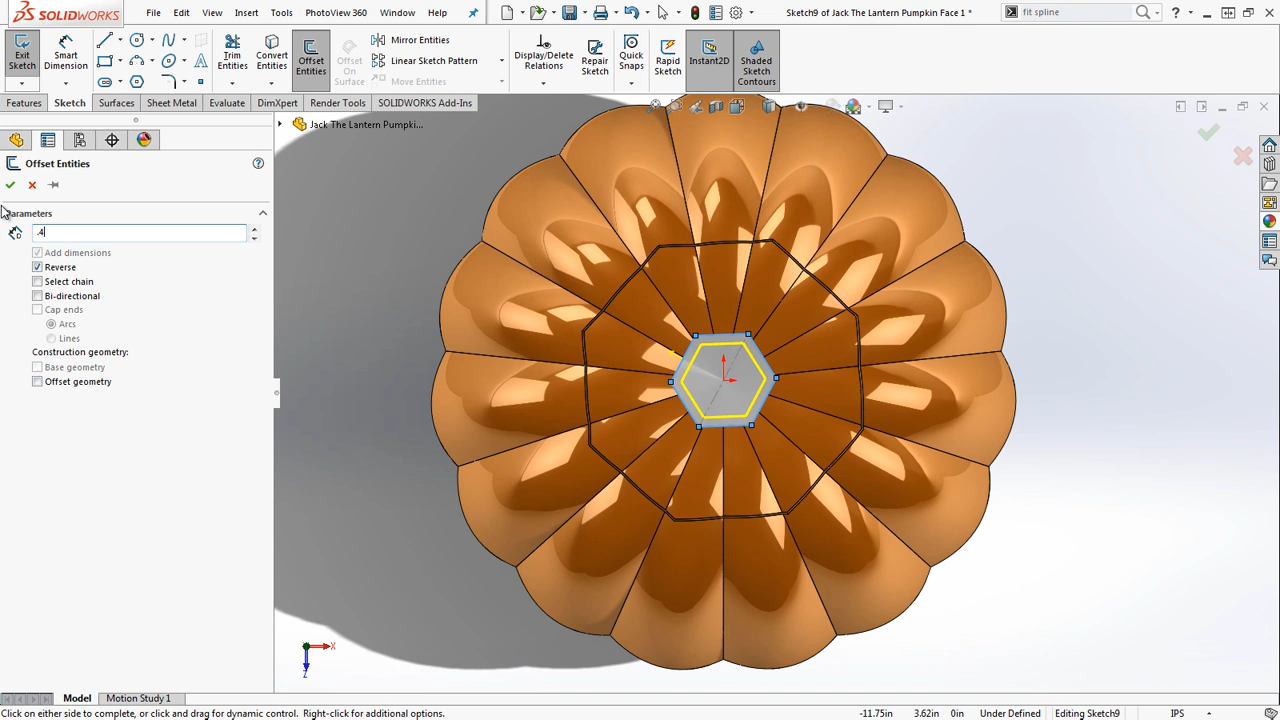 SOLIDWORKS File Edit View Insert Tools PhotoView 360 Window Help Sketch9 of Jack The Lantern Pumpkin Face 1 * fit spline
Exit Sketch
Smart Dimension
Trim Entities
Convert Entities
Offset Entities
Offset On Surface
Mirror Entities
Linear Sketch Pattern
Move Entities
Display/Delete Relations
Repair Sketch
Quick Snaps
Rapid Sketch
Instant2D
Shaded Sketch Contours
Features Sketch Surfaces Sheet Metal Evaluate DimXpert Render Tools SOLIDWORKS Add-Ins
Jack The Lantern Pumpki...
Offset Entities
Parameters
.4
Add dimensions
Reverse
Select chain
Bi-directional
Cap ends
Arcs
Lines
Construction geometry:
Base geometry
Offset geometry
X
Z
Model Motion Study 1
Click on either side to complete, or click and drag for dynamic control. Right-click for additional options. -11.75in 3.62in 0in Under Defined Editing Sketch9 IPS